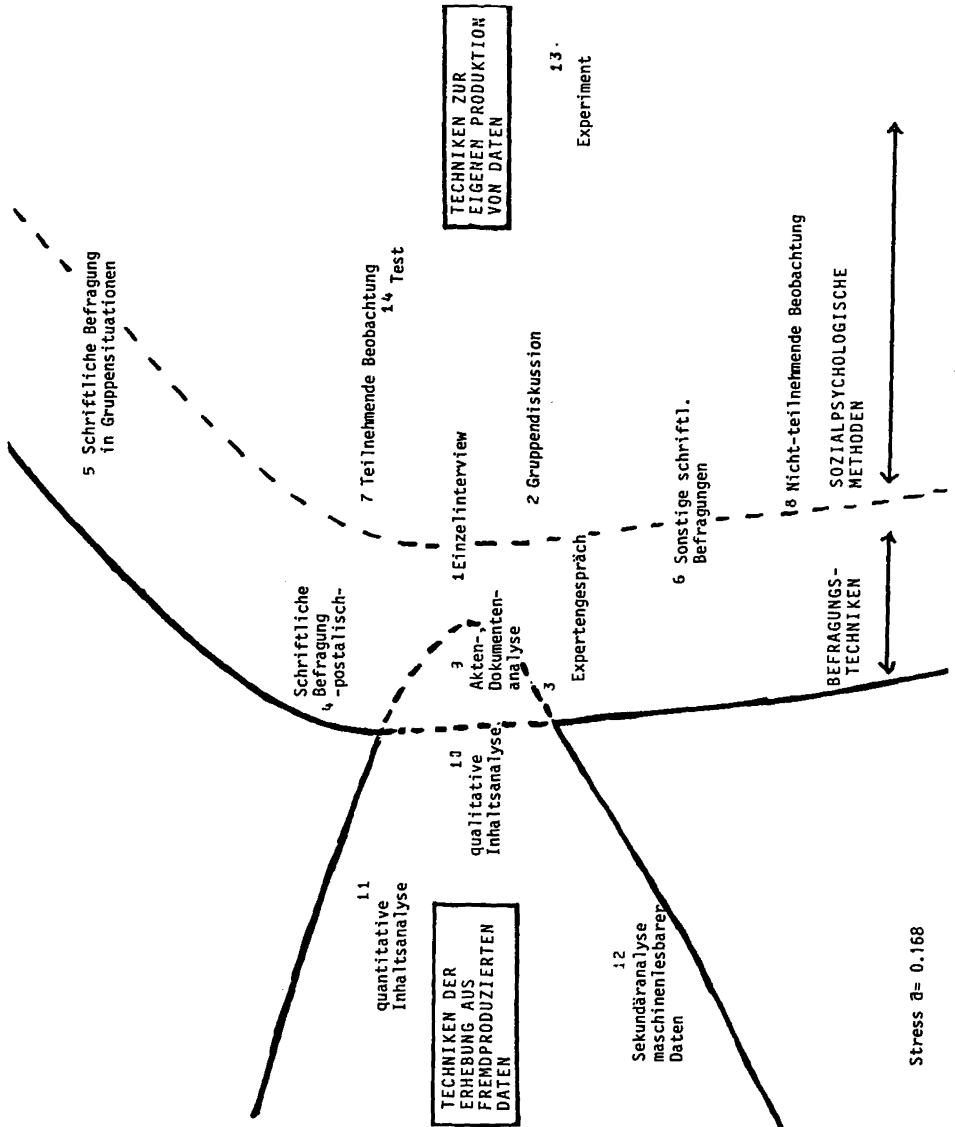 5 Schriftliche Befragung
in Gruppensituationen
TECHNIKEN ZUR
EIGENEN PRODUKTION
VON DATEN
13.
Experiment
7 Teilnehmende Beobachtung
14 Test
Schriftliche
Befragung
4 -postalisch-
1 Einzelinterview
2 Gruppendiskussion
9
Akten-,
Dokumenten-
analyse
3
Expertengespräch
6 Sonstige schriftl.
Befragungen
8 Nicht-teilnehmende Beobachtung
SOZIALPSYCHOLOGISCHE
METHODEN
BEFRAGUNGS-
TECHNIKEN
10
qualitative
Inhaltsanalyse
11
quantitative
Inhaltsanalyse
TECHNIKEN DER
ERHEBUNG AUS
FREMDPRODUZIERTEN
DATEN
12
Sekundäranalyse
maschinenlesbarer
Daten
Stress = 0.168